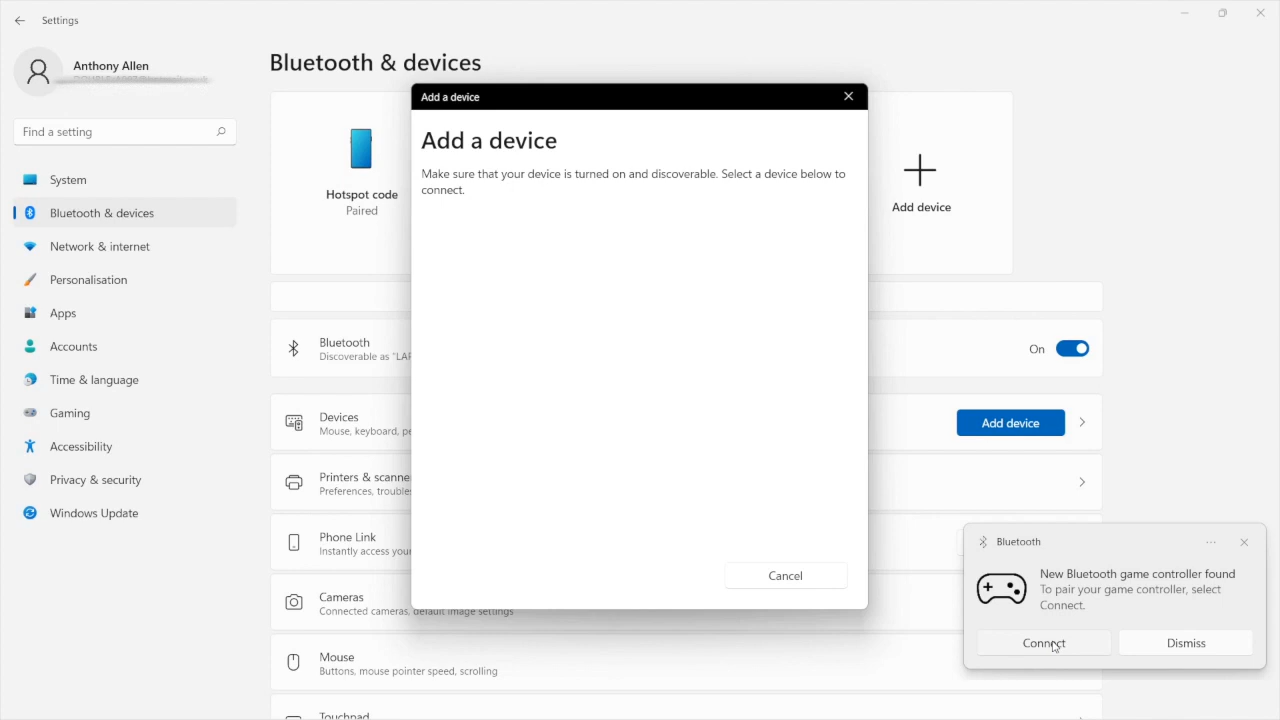 Settings
Anthony Allen
Find a setting
System
Bluetooth & devices
Network & internet
Personalisation
Apps
Accounts
Time & language
Gaming
Accessibility
Privacy & security
Windows Update
Bluetooth & devices
Hotspot code
Paired
Add device
Bluetooth
Discoverable as "LAP
On
Devices
Mouse, keyboard, pe
Add device
Printers & scanne
Preferences, troubles
Phone Link
Instantly access your
Cameras
Connected cameras, default image settings
Mouse
Buttons, mouse pointer speed, scrolling
Touchpad
Add a device
Add a device
Make sure that your device is turned on and discoverable. Select a device below to
connect.
Cancel
Bluetooth
New Bluetooth game controller found
To pair your game controller, select
Connect.
Connect
Dismiss